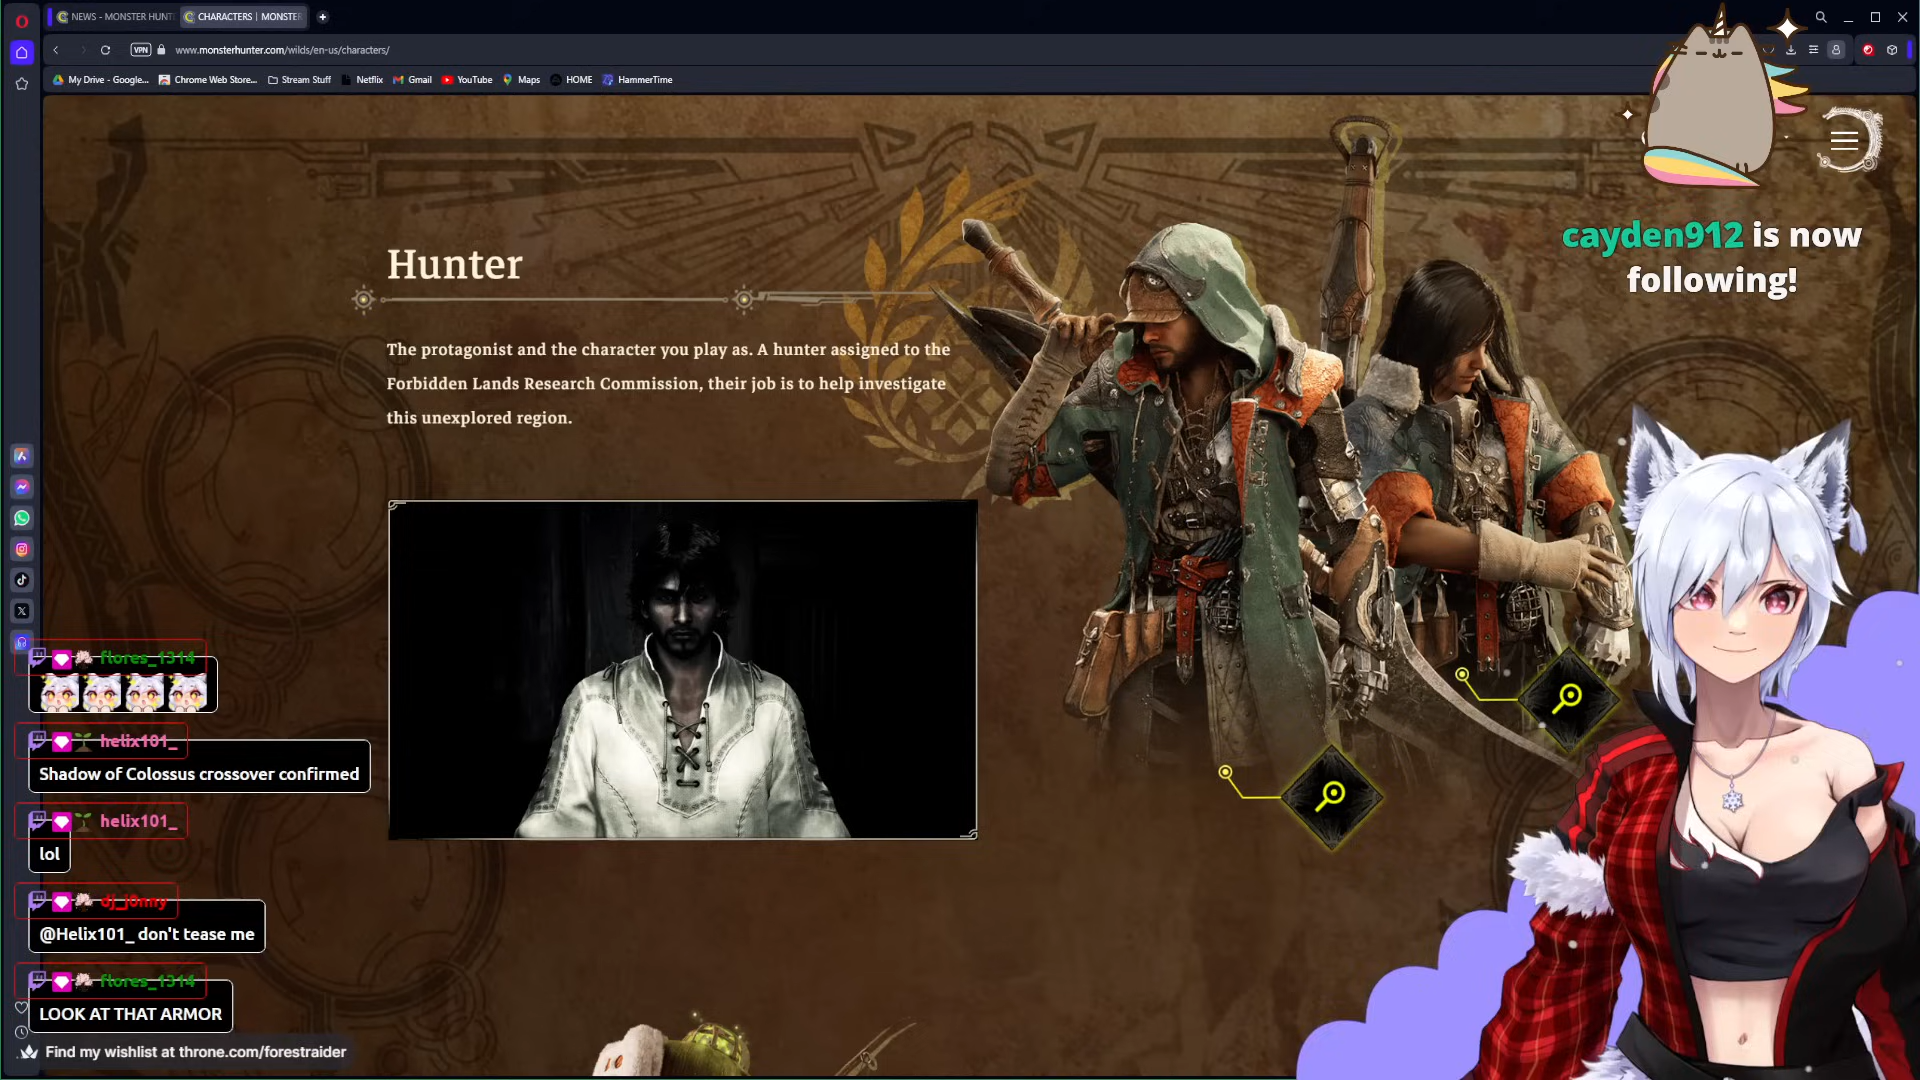 NEWS - MONSTER HUNT
CHARACTERS | MONSTER
VPN
www.monsterhunter.com/wilds/en-us/characters/
My Drive - Google...
Chrome Web Store...
Stream Stuff
Netflix
Gmail
YouTube
Maps
HOME
HammerTime
cayden912 is now
following!
Hunter
The protagonist and the character you play as. A hunter assigned to the
Forbidden Lands Research Commission, their job is to help investigate
this unexplored region.
flores_1314
helix101_
Shadow of Colossus crossover confirmed
helix101_
lol
dj_j0nny
@Helix101_ don't tease me
flores_1314
LOOK AT THAT ARMOR
Find my wishlist at throne.com/forestraider